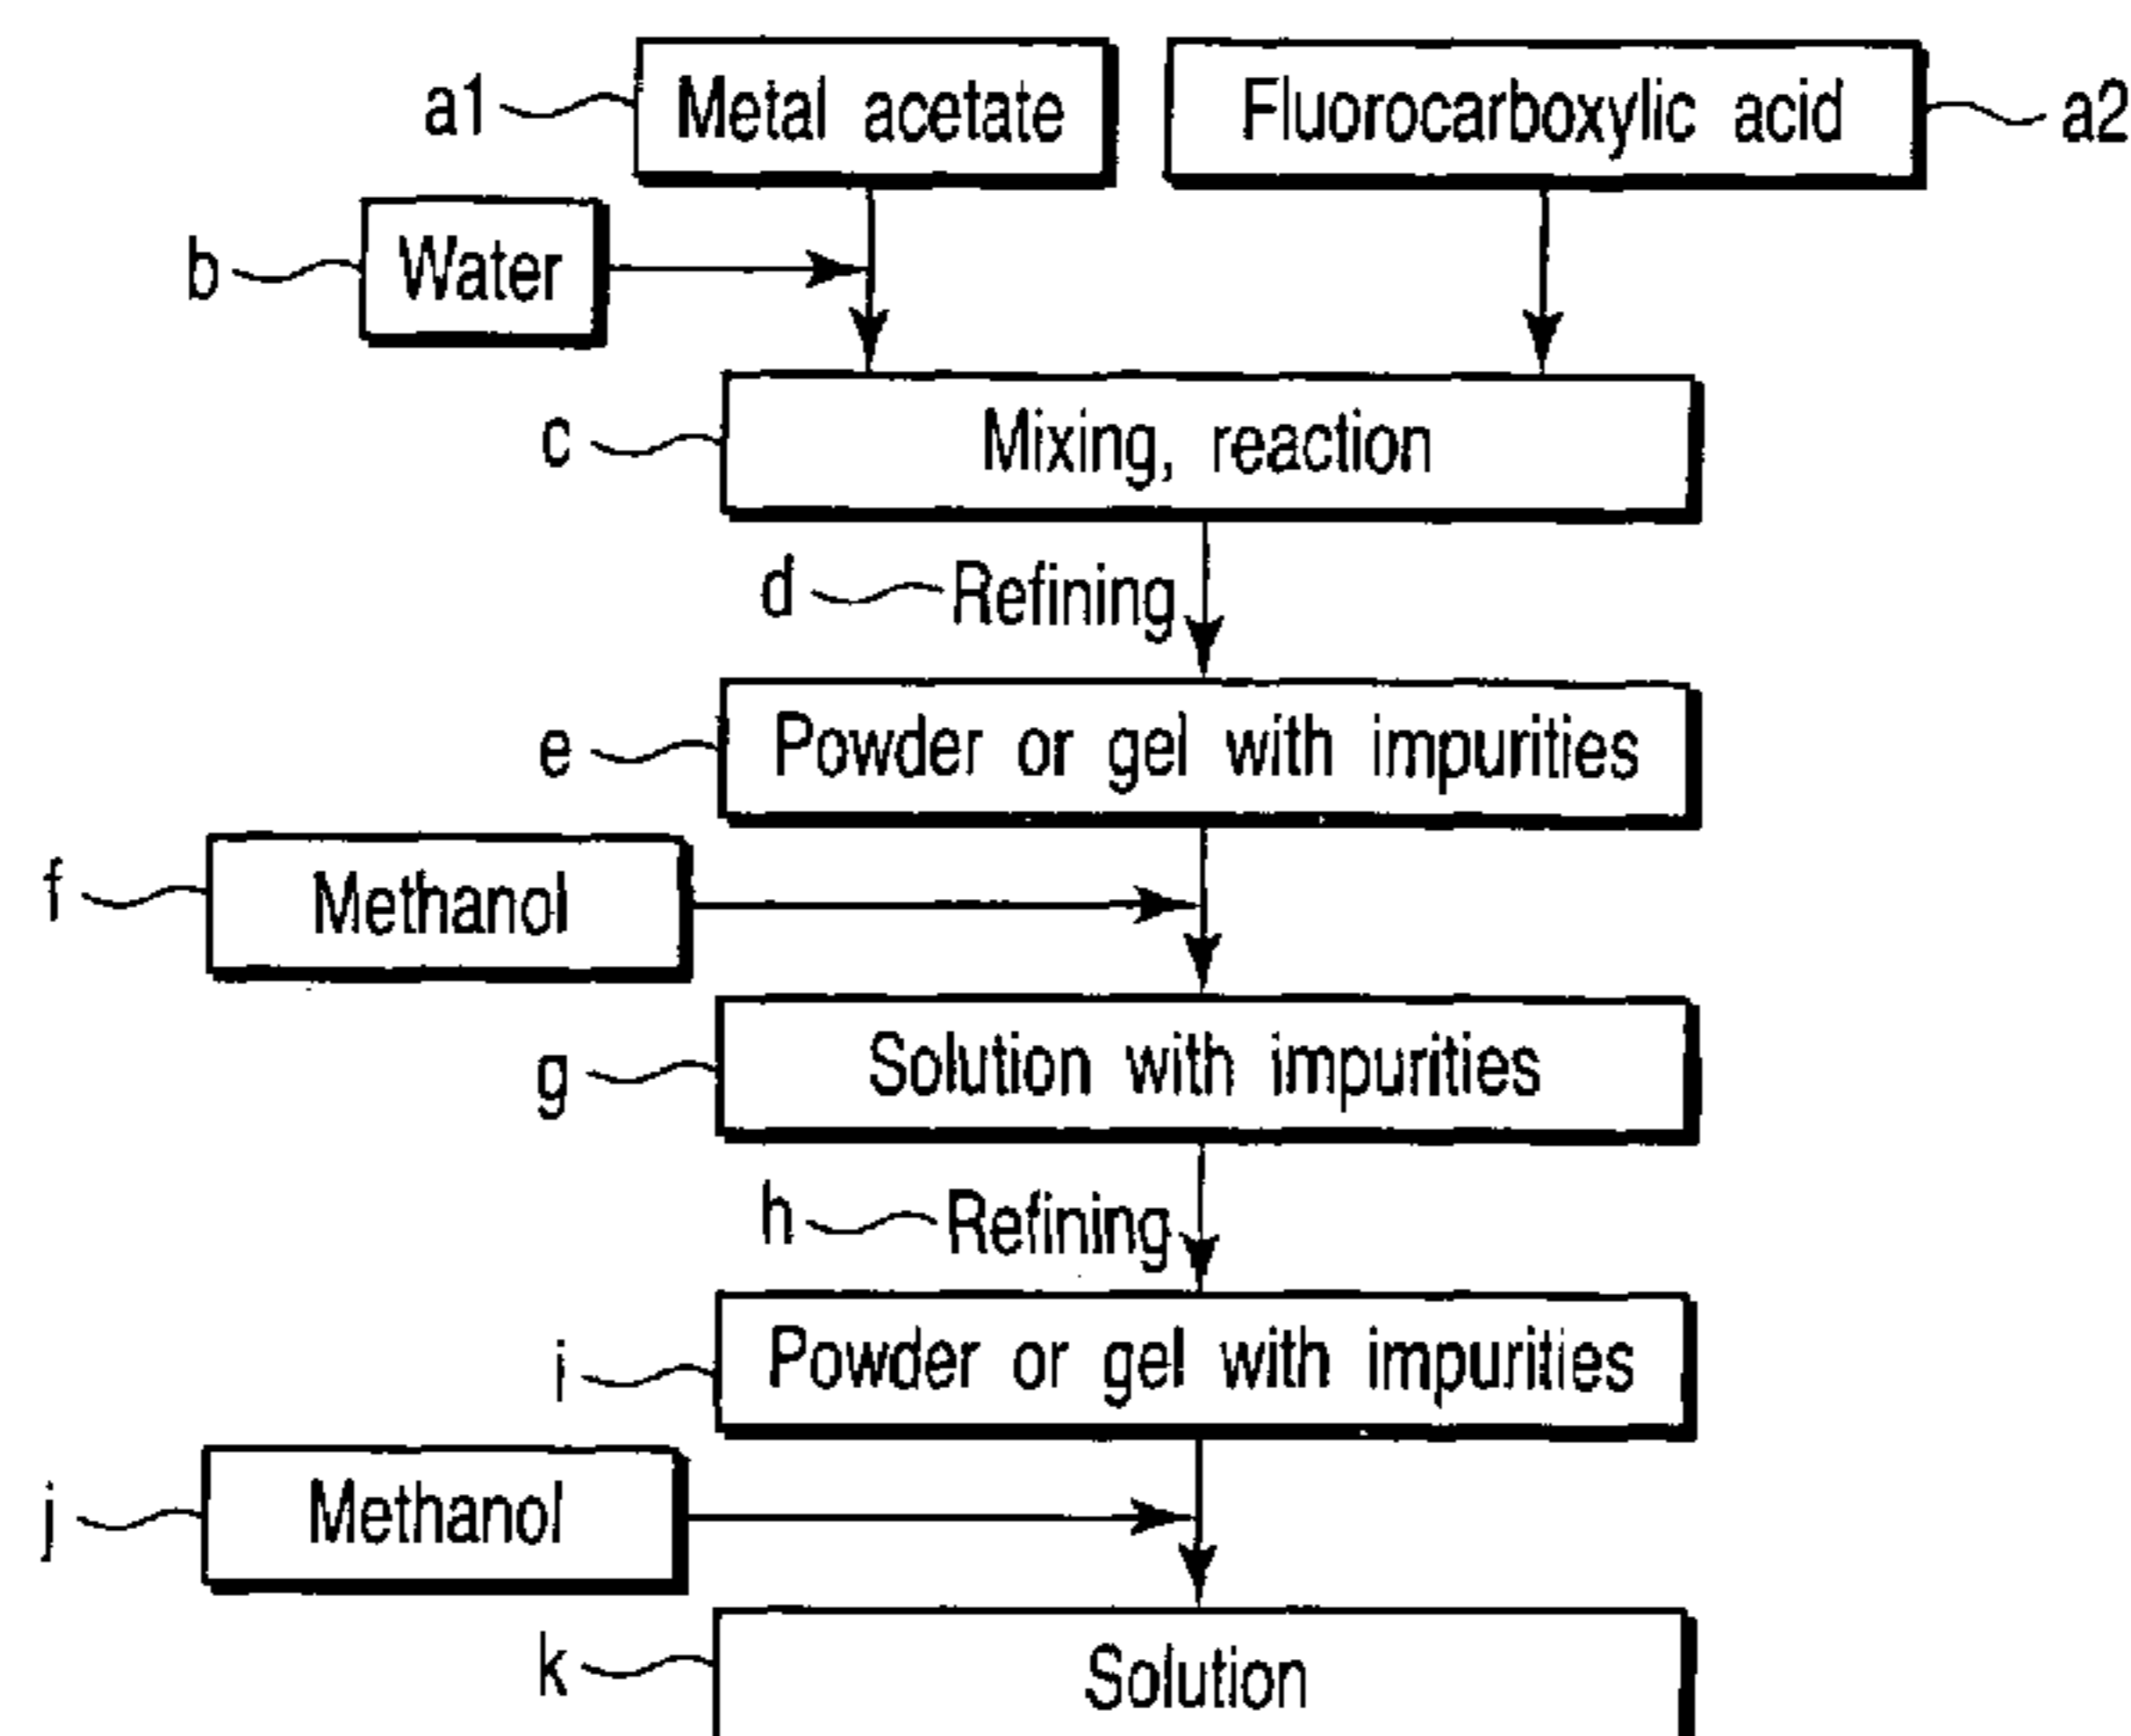 a1 Metal acetate Fluorocarboxylic acid a2
b Water
c Mixing, reaction
d Refining
e Powder or gel with impurities
f Methanol
g Solution with impurities
h Refining
i Powder or gel with impurities
j Methanol
k Solution